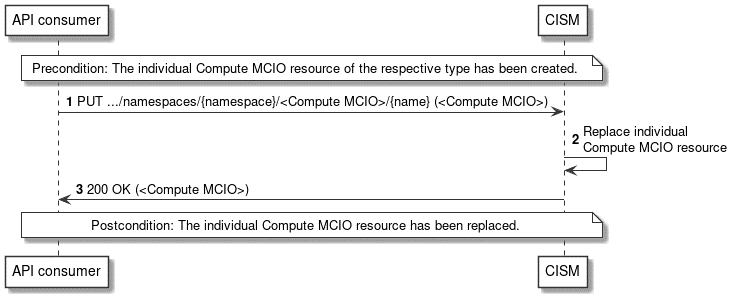 API consumer
CISM
Precondition: The individual Compute MCIO resource of the respective type has been created.
1 PUT .../namespaces/{namespace}/<Compute MCIO>/{name} (<Compute MCIO>)
2 Replace individual
Compute MCIO resource
3 200 OK (<Compute MCIO>)
Postcondition: The individual Compute MCIO resource has been replaced.
API consumer
CISM